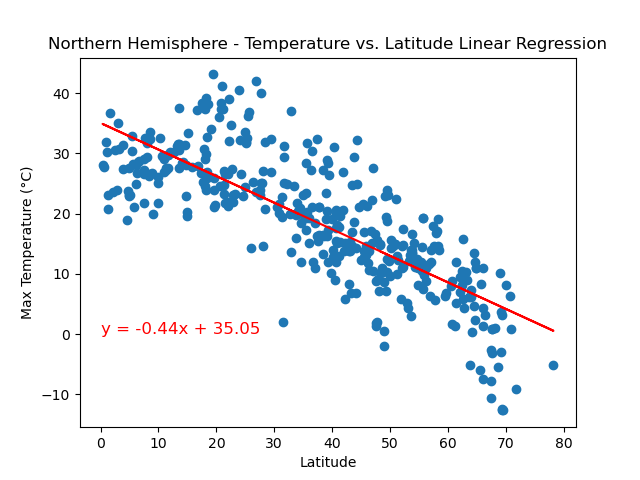 Northern Hemisphere - Temperature vs. Latitude Linear Regression
40
30
20
10
0
−10
Max Temperature (°C)
y = -0.44x + 35.05
0 10 20 30 40 50 60 70 80
Latitude